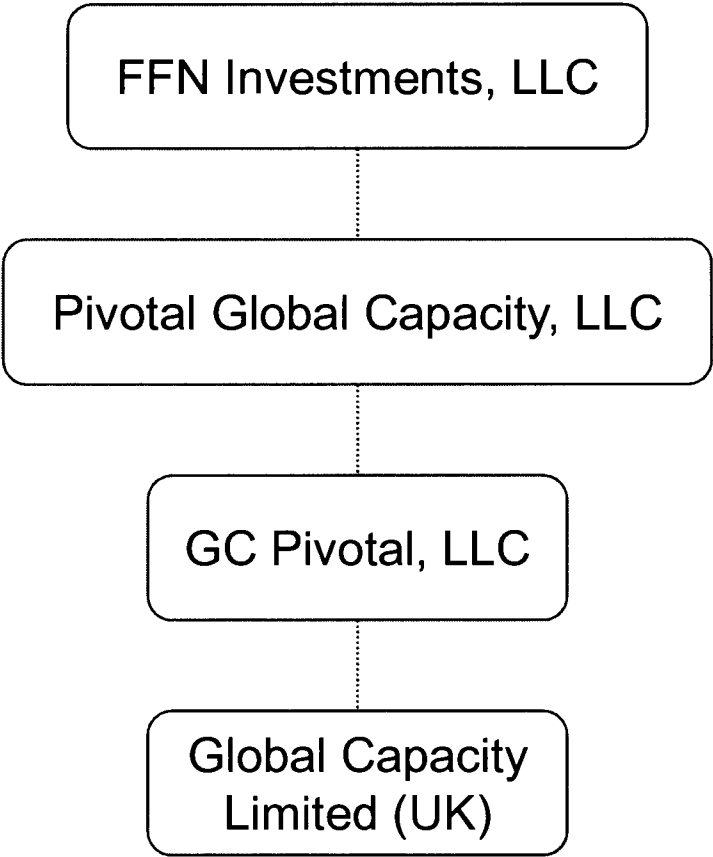 FFN Investments, LLC
Pivotal Global Capacity, LLC
GC Pivotal, LLC
Global Capacity
Limited (UK)